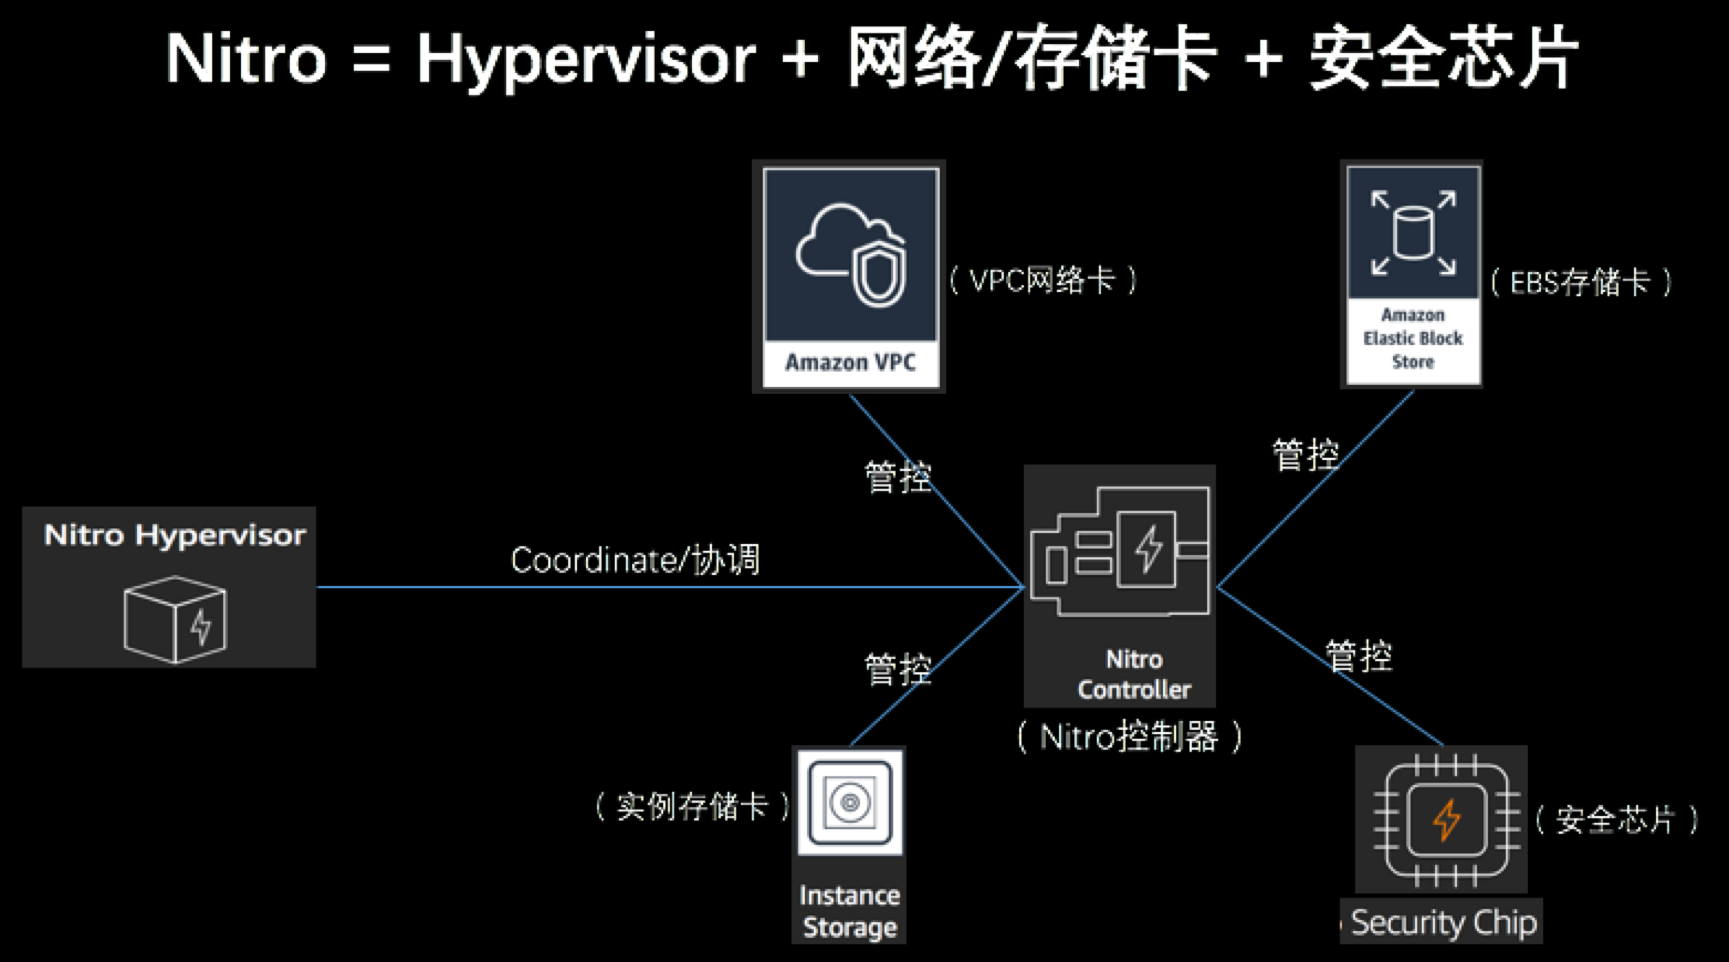 Nitro = Hypervisor + 网络/存储卡 + 安全芯片
Amazon VPC
（VPC网络卡）
Amazon
Elastic Block
Store
（EBS存储卡）
管控
管控
Nitro Hypervisor
Coordinate/协调
Nitro
Controller
（Nitro控制器）
管控
管控
（实例存储卡）
Instance
Storage
（安全芯片）
Security Chip